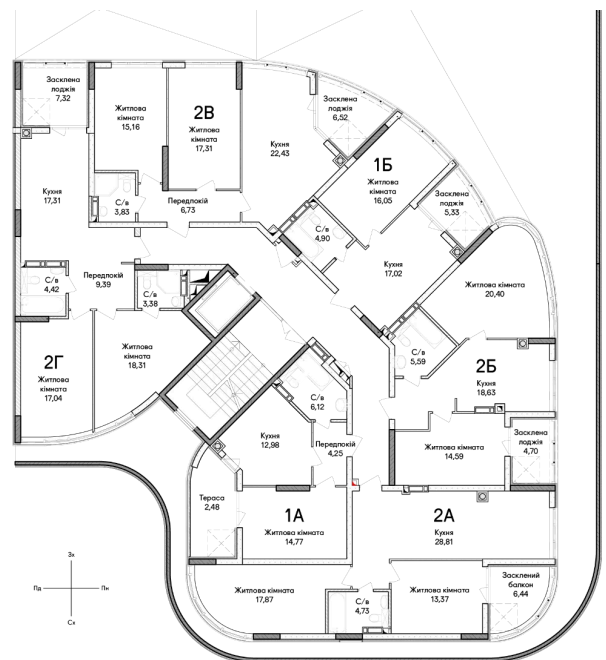 Засклена
лоджія
7,32
Житлова
кімната
15,16
2В
Житлова
кімната
17,31
Кухня
22,43
Засклена
лоджія
6,52
1Б
Житлова
кімната
16,05
Засклена
лоджія
5,33
Кухня
17,31
С/в
3,83
Передпокій
6,73
С/в
4,90
Кухня
17,02
Житлова кімната
20,40
С/в
4,42
Передпокій
9,39
С/в
3,38
Житлова
кімната
18,31
2Г
Житлова
кімната
17,04
С/в
5,59
2Б
Кухня
18,63
С/в
6,12
Кухня
12,98
Передпокій
4,25
Житлова кімната
14,59
Засклена
лоджія
4,70
Тераса
2,48
1А
Житлова кімната
14,77
2А
Кухня
28,81
Житлова кімната
17,87
С/в
4,73
Житлова кімната
13,37
Засклений
балкон
6,44
Зх
Пд
Пн
Сх